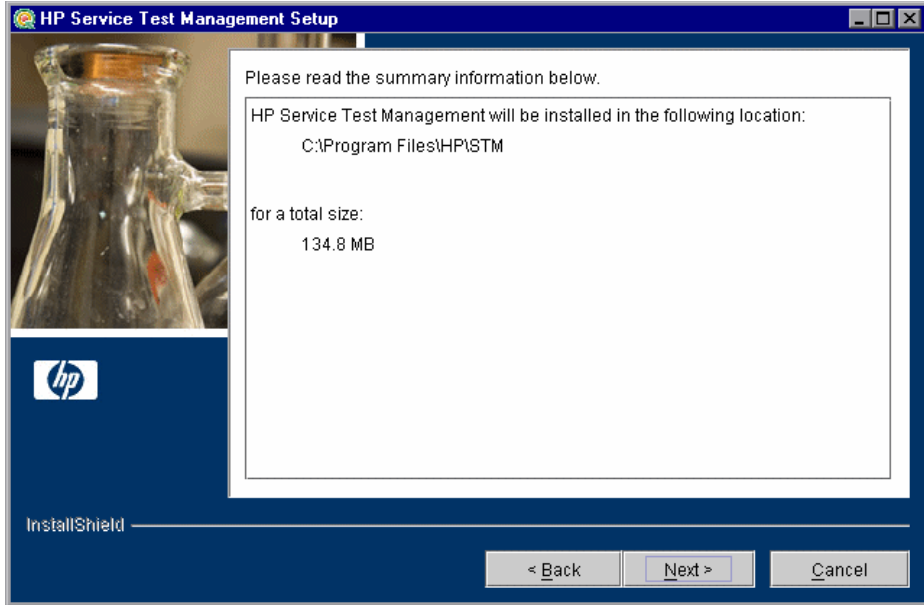 HP Service Test Management Setup
Please read the summary information below.
HP Service Test Management will be installed in the following location:
C:\Program Files\HP\STM
for a total size:
134.8 MB
hp
InstallShield
< Back
Next >
Cancel